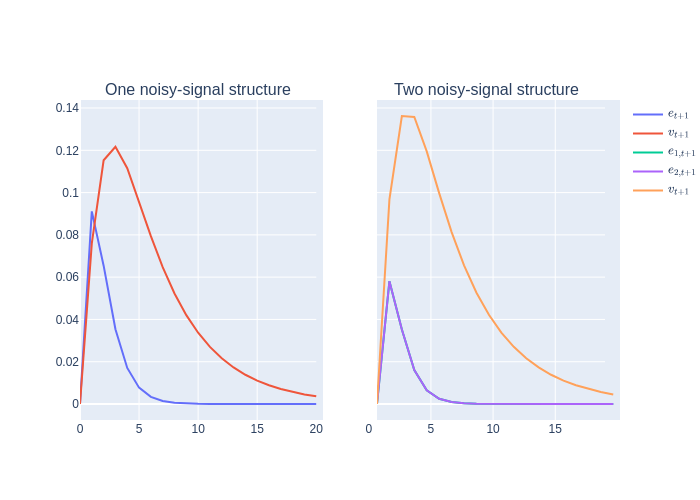 One noisy-signal structure
Two noisy-signal structure
0.14
0.12
0.1
0.08
0.06
0.04
0.02
0
0 5 10 15 20
0 5 10 15
e_{t+1}
v_{t+1}
e_{1,t+1}
e_{2,t+1}
v_{t+1}